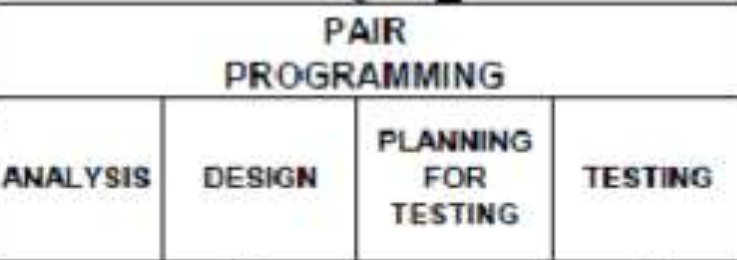 PAIR
PROGRAMMING
ANALYSIS
DESIGN
PLANNING
FOR
TESTING
TESTING